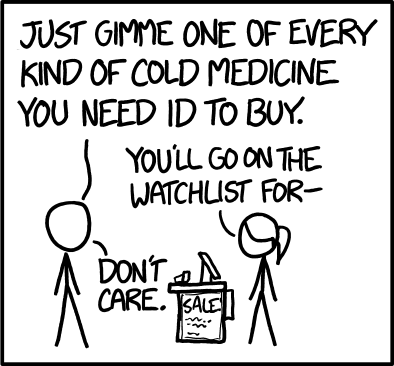 JUST GIMME ONE OF EVERY
KIND OF COLD MEDICINE
YOU NEED ID TO BUY.
YOU'LL GO ON THE
WATCHLIST FOR—
DON'T
CARE.
SALE